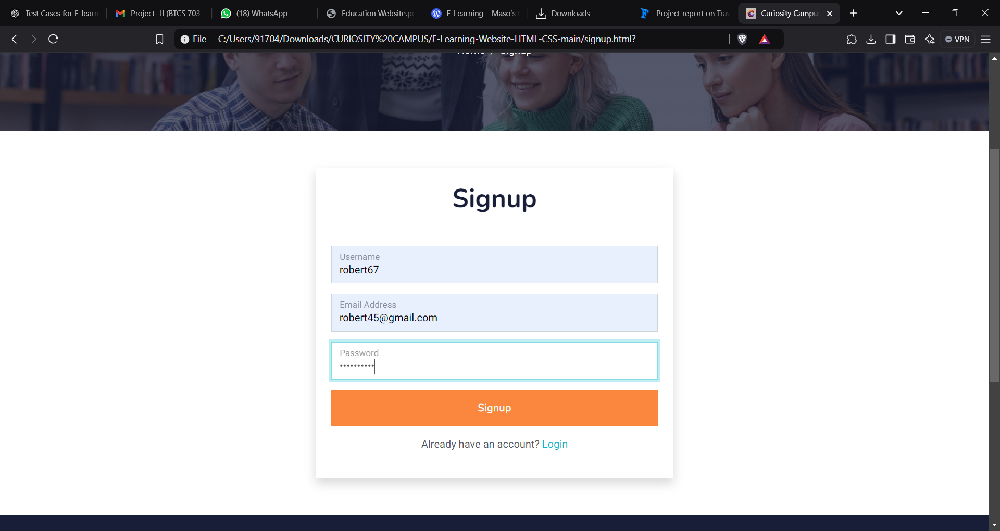 Test Cases for E-learn
Project -II (BTCS 703-
(18) WhatsApp
Education Website.p
E-Learning – Maso's
Downloads
Project report on Tra
Curiosity Campu
File C:/Users/91704/Downloads/CURIOSITY%20CAMPUS/E-Learning-Website-HTML-CSS-main/signup.html?
VPN
Home / Signup
Signup
Username
robert67
Email Address
robert45@gmail.com
Password
••••••••••
Signup
Already have an account? Login